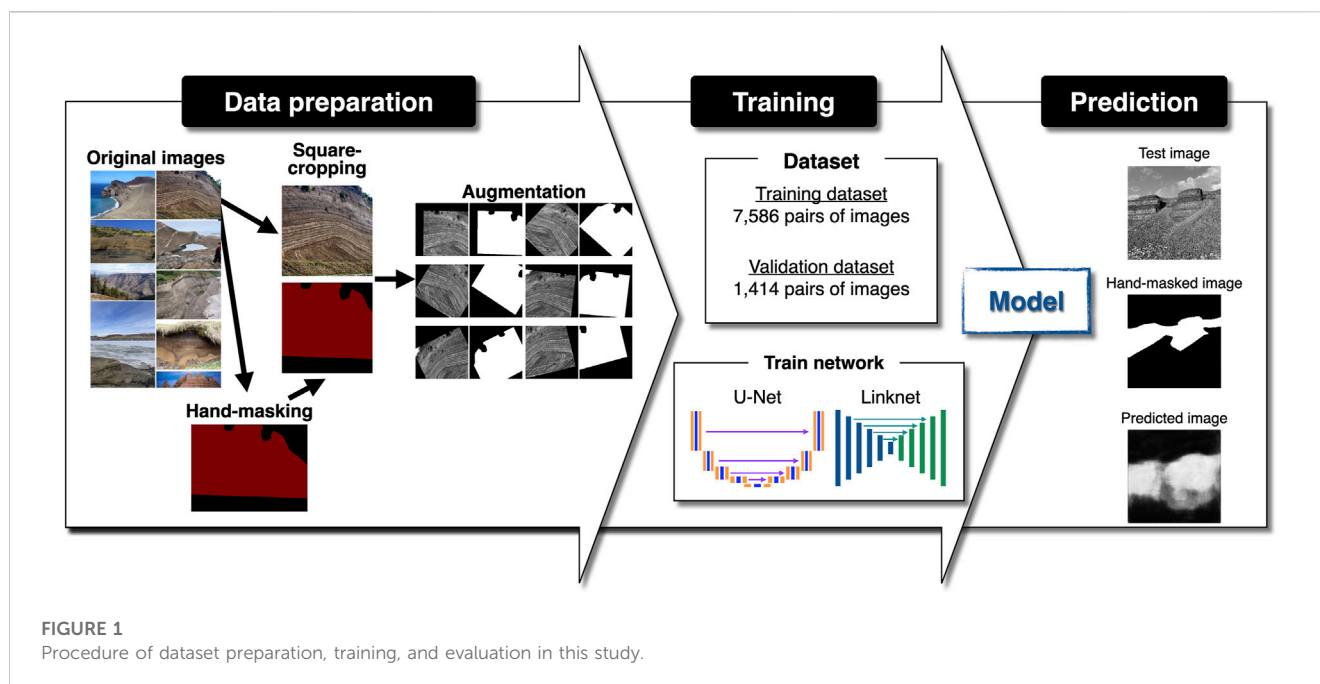 Data preparation
Original images
Square-
cropping
Augmentation
Hand-masking
Training
Dataset
Training dataset
7,586 pairs of images
Validation dataset
1,414 pairs of images
Train network
U-Net
Linknet
Model
Prediction
Test image
Hand-masked image
Predicted image
FIGURE 1
Procedure of dataset preparation, training, and evaluation in this study.